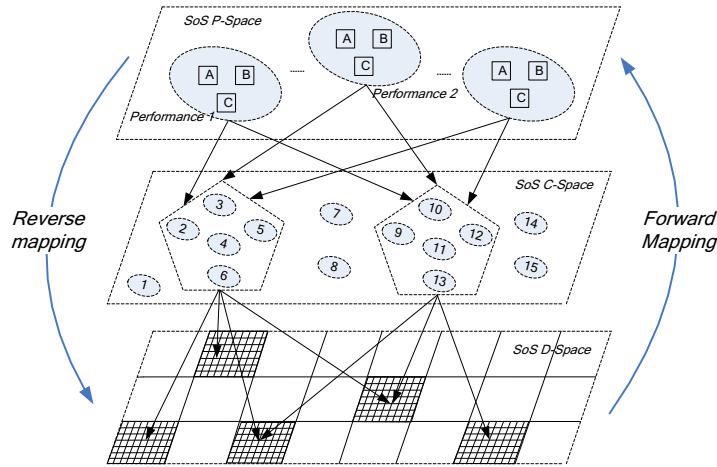 SoS P-Space
A B
C
......
A B
C
......
A B
C
Performance 1
Performance 2
SoS C-Space
1
2
3
4
5
6
7
8
9
10
11
12
13
14
15
Reverse
mapping
Forward
Mapping
SoS D-Space